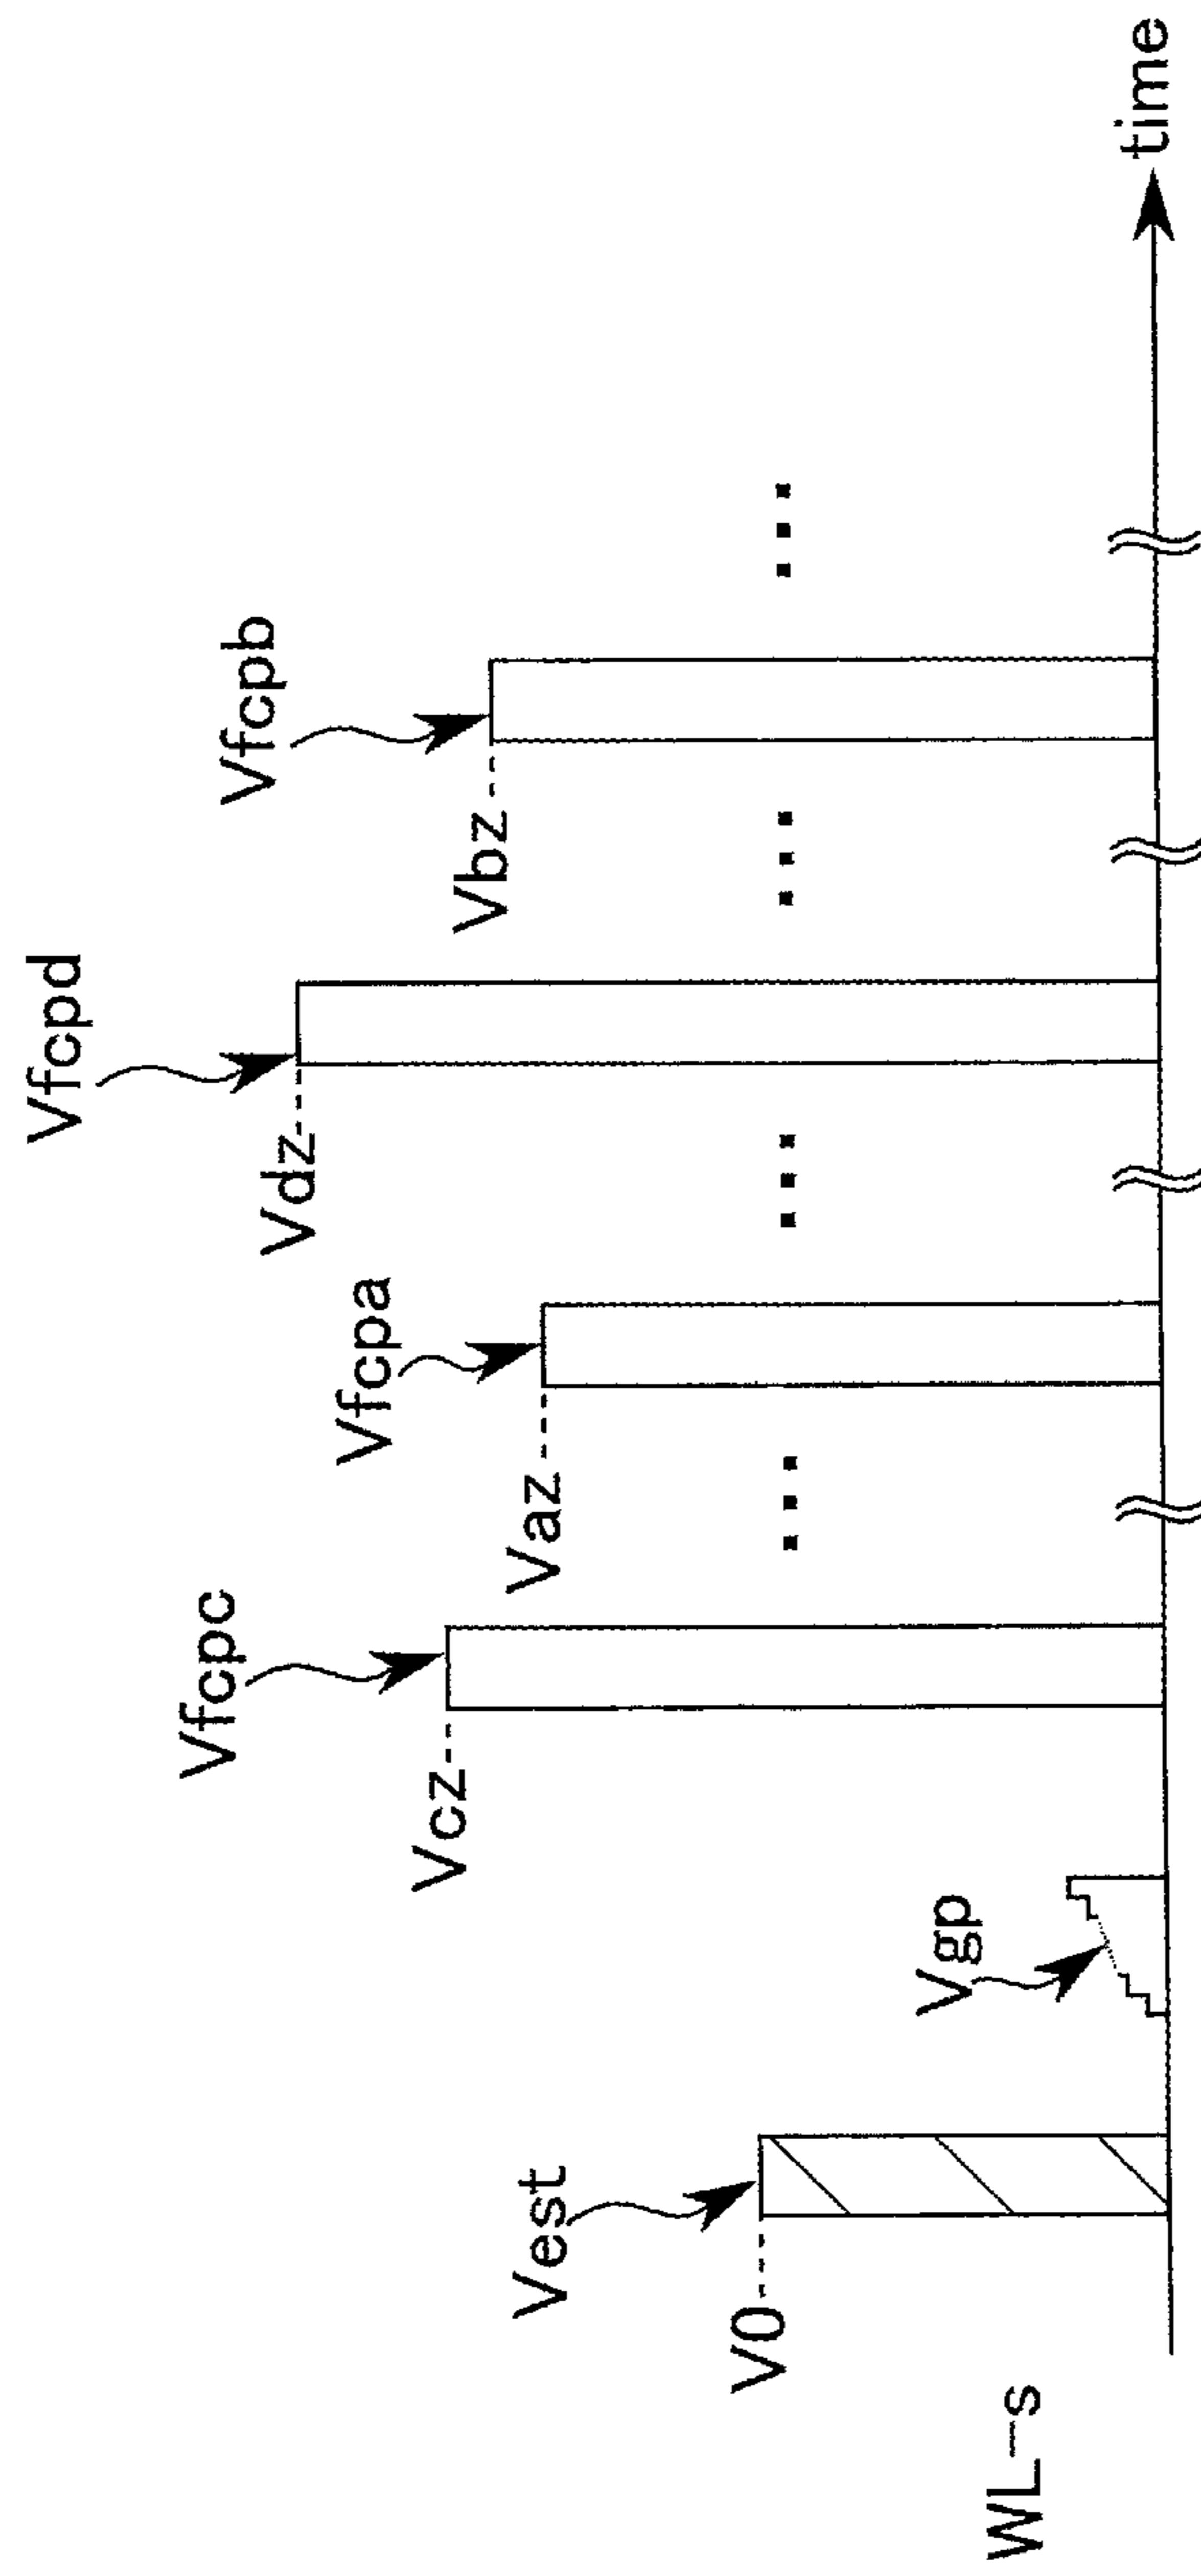 WL-s
V0
Vest
Vgp
Vcz
Vfcpc
Vaz
Vfcpa
Vdz
Vfcpd
Vbz
Vfcpb
time